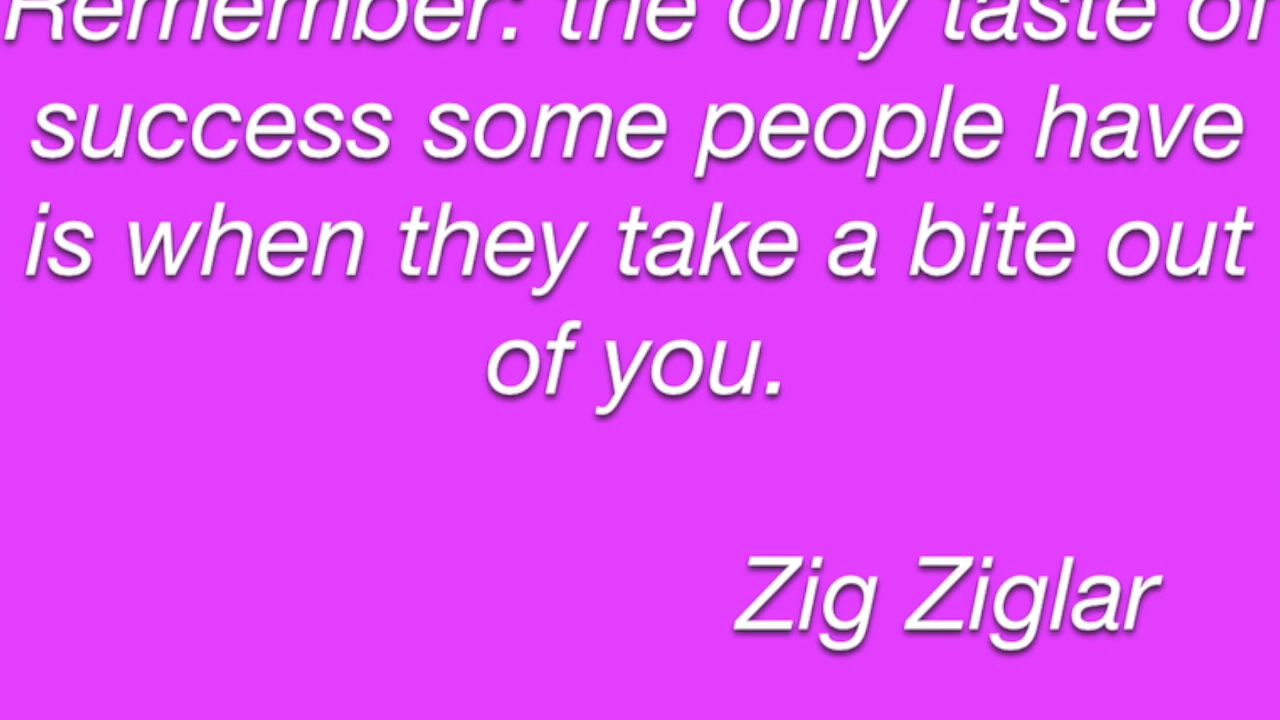 Remember: the only taste of
success some people have
is when they take a bite out
of you.
Zig Ziglar